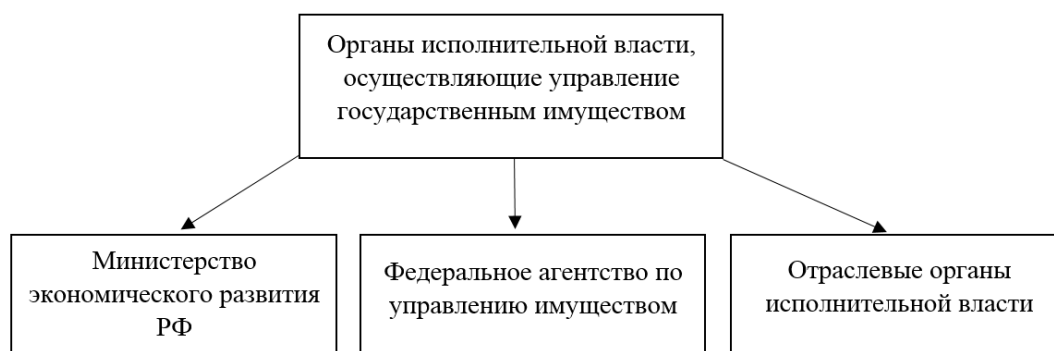 Органы исполнительной власти,
осуществляющие управление
государственным имуществом
Министерство
экономического развития
РФ
Федеральное агентство по
управлению имуществом
Отраслевые органы
исполнительной власти